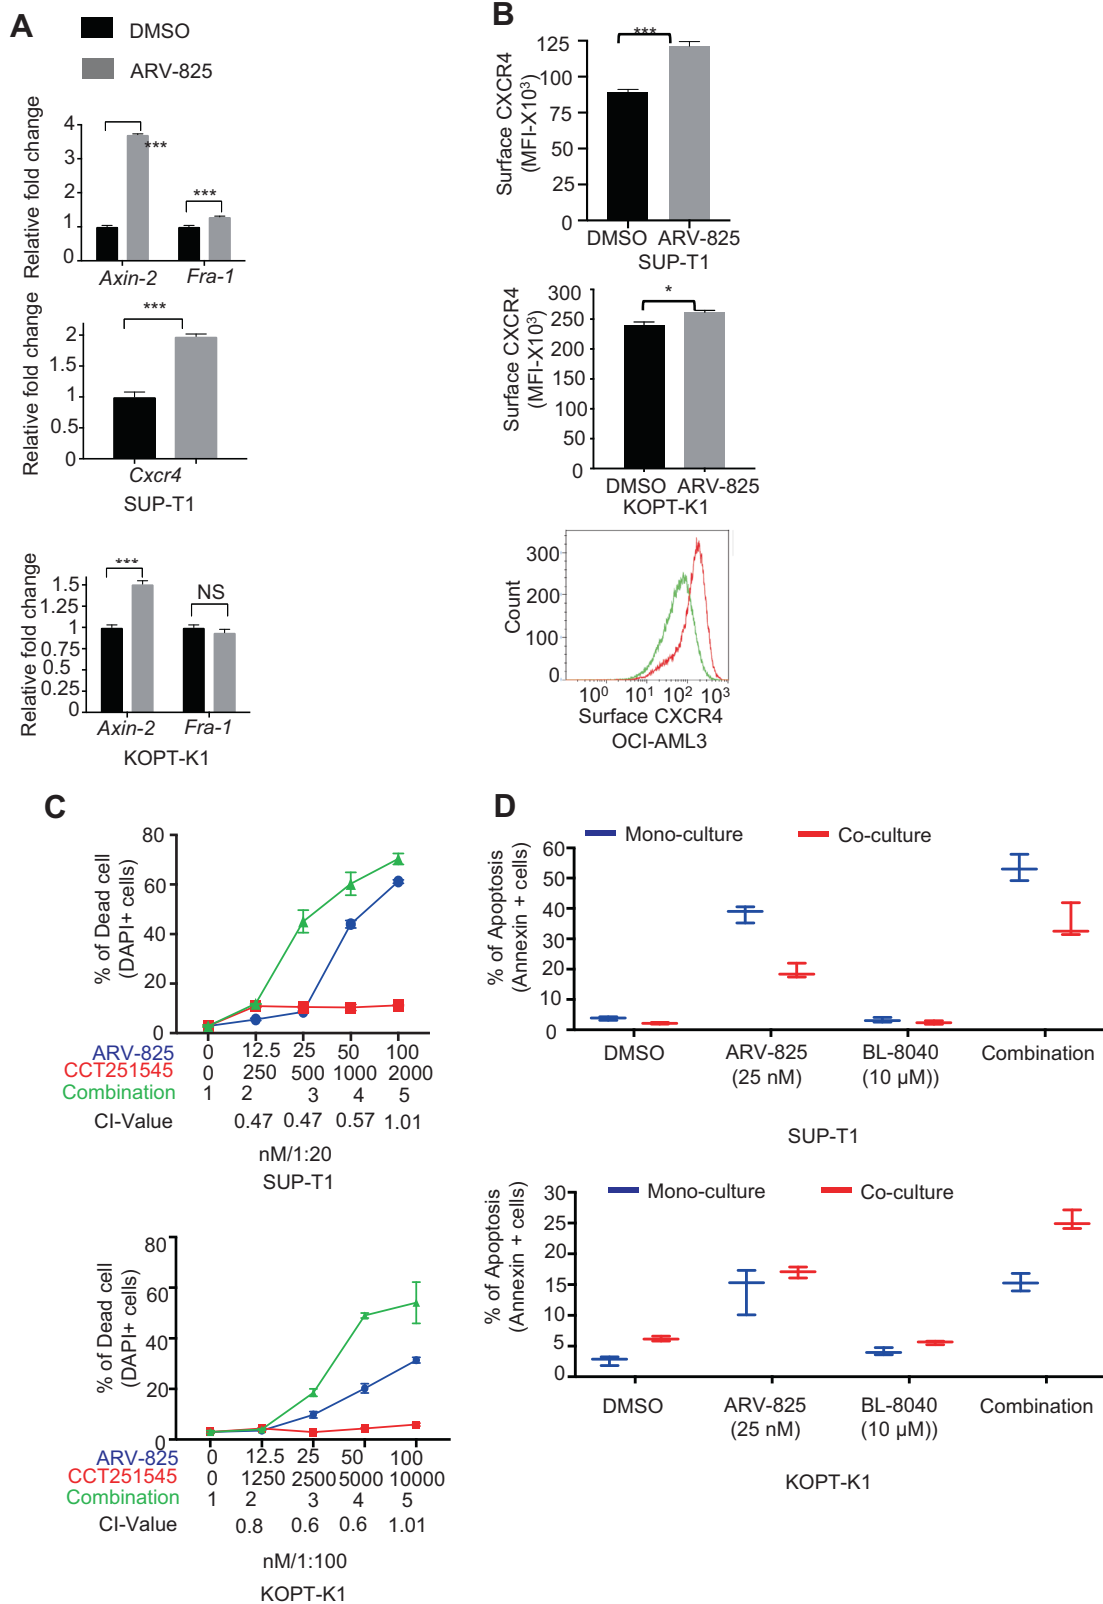 A
DMSO
ARV-825
Relative fold change
4
3
2
1
0
***
***
Axin-2 Fra-1
Relative fold change
2
1.5
1
0.5
0
***
Cxcr4
SUP-T1
Relative fold change
1.5
1.25
1
0.75
0.5
0.25
0
***
NS
Axin-2 Fra-1
KOPT-K1
B
Surface CXCR4
(MFI-X10³)
125
100
75
50
25
0
***
DMSO ARV-825
SUP-T1
Surface CXCR4
(MFI-X10³)
300
250
200
150
100
50
0
*
DMSO ARV-825
KOPT-K1
Count
300
200
100
0
10⁰ 10¹ 10² 10³
Surface CXCR4
OCI-AML3
C
% of Dead cell
(DAPI+ cells)
80
60
40
20
0
ARV-825 0 12.5 25 50 100
CCT251545 0 250 500 1000 2000
Combination 1 2 3 4 5
CI-Value 0.47 0.47 0.57 1.01
nM/1:20
SUP-T1
% of Dead cell
(DAPI+ cells)
80
60
40
20
0
ARV-825 0 12.5 25 50 100
CCT251545 0 1250 2500 5000 10000
Combination 1 2 3 4 5
CI-Value 0.8 0.6 0.6 1.01
nM/1:100
KOPT-K1
D
Mono-culture Co-culture
% of Apoptosis
(Annexin + cells)
60
50
40
30
20
10
0
DMSO ARV-825 BL-8040 Combination
(25 nM) (10 µM))
SUP-T1
Mono-culture Co-culture
% of Apoptosis
(Annexin + cells)
30
25
20
15
10
5
0
DMSO ARV-825 BL-8040 Combination
(25 nM) (10 µM))
KOPT-K1